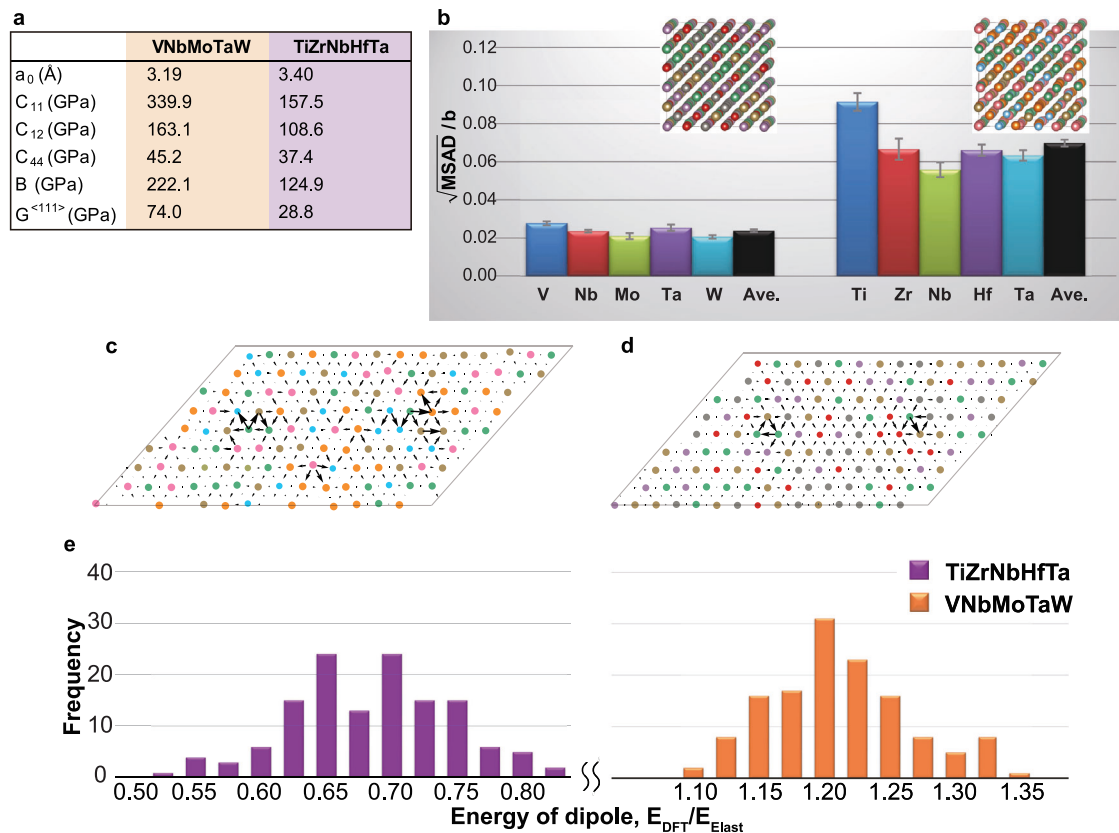 a
VNbMoTaW TiZrNbHfTa
a0 (Å) 3.19 3.40
C11 (GPa) 339.9 157.5
C12 (GPa) 163.1 108.6
C44 (GPa) 45.2 37.4
B (GPa) 222.1 124.9
G<111> (GPa) 74.0 28.8
b
√MSAD/b
0.12
0.10
0.08
0.06
0.04
0.02
0.00
V Nb Mo Ta W Ave. Ti Zr Nb Hf Ta Ave.
c
d
e
Frequency
40
30
20
10
0
TiZrNbHfTa
VNbMoTaW
0.50 0.55 0.60 0.65 0.70 0.75 0.80 1.10 1.15 1.20 1.25 1.30 1.35
Energy of dipole, EDFT/EElast